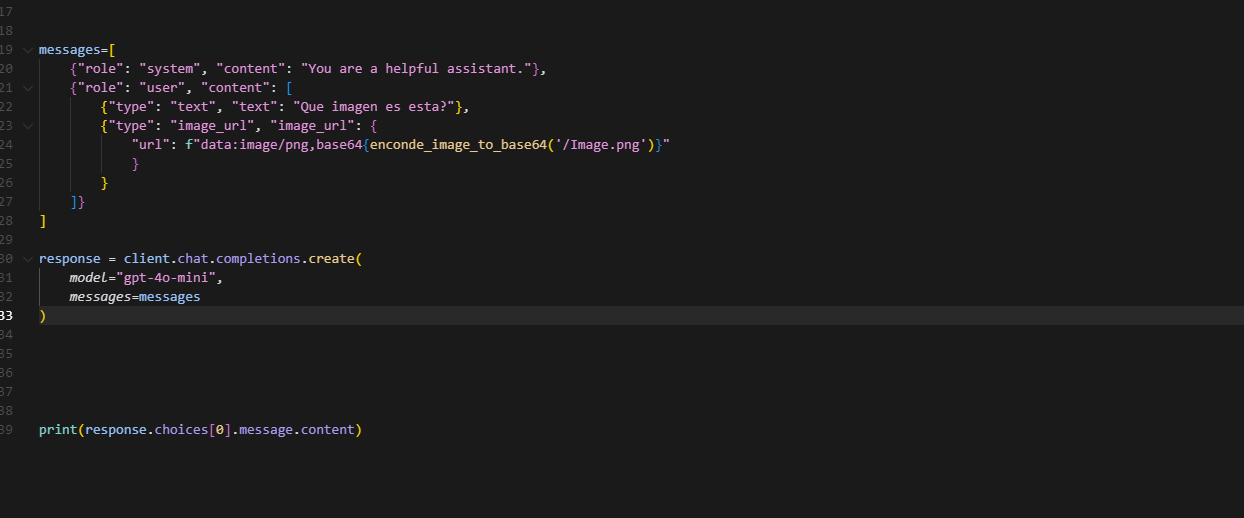 17
18
19 messages=[
20 {"role": "system", "content": "You are a helpful assistant."},
21 {"role": "user", "content": [
22 {"type": "text", "text": "Que imagen es esta?"},
23 {"type": "image_url", "image_url": {
24 "url": f"data:image/png,base64{enconde_image_to_base64('/Image.png')}"
25 }
26 }
27 ]}
28 ]
29
30 response = client.chat.completions.create(
31 model="gpt-4o-mini",
32 messages=messages
33 )
34
35
36
37
38
39 print(response.choices[0].message.content)